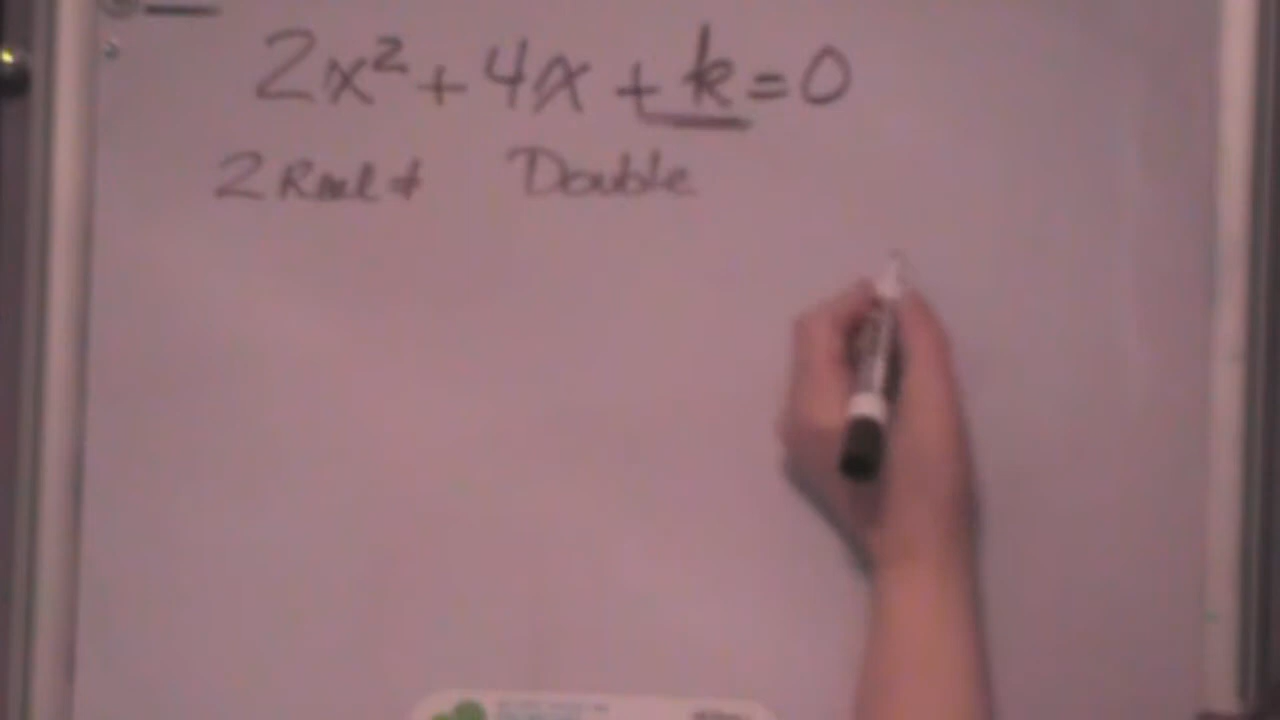 2x² + 4x + k = 0
2 Real ≠ Double